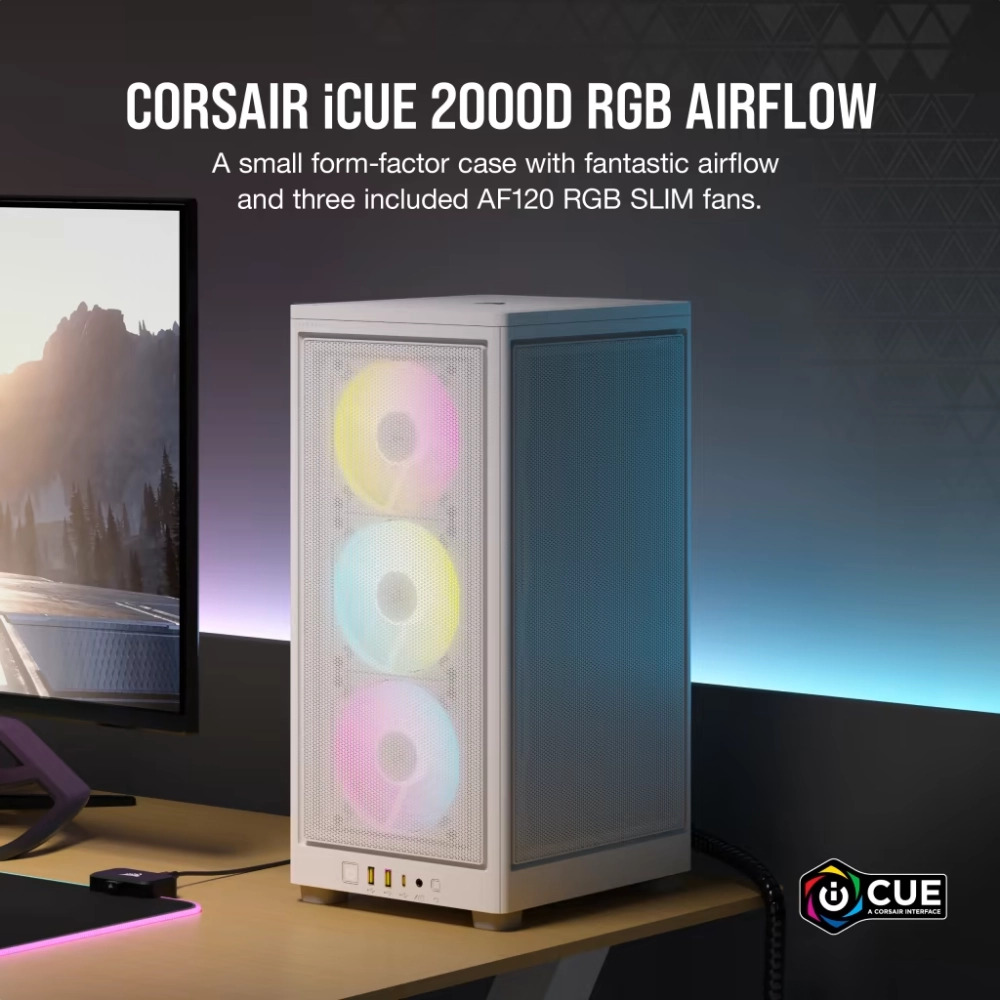 CORSAIR iCUE 2000D RGB AIRFLOW
A small form-factor case with fantastic airflow
and three included AF120 RGB SLIM fans.
iCUE
A CORSAIR INTERFACE